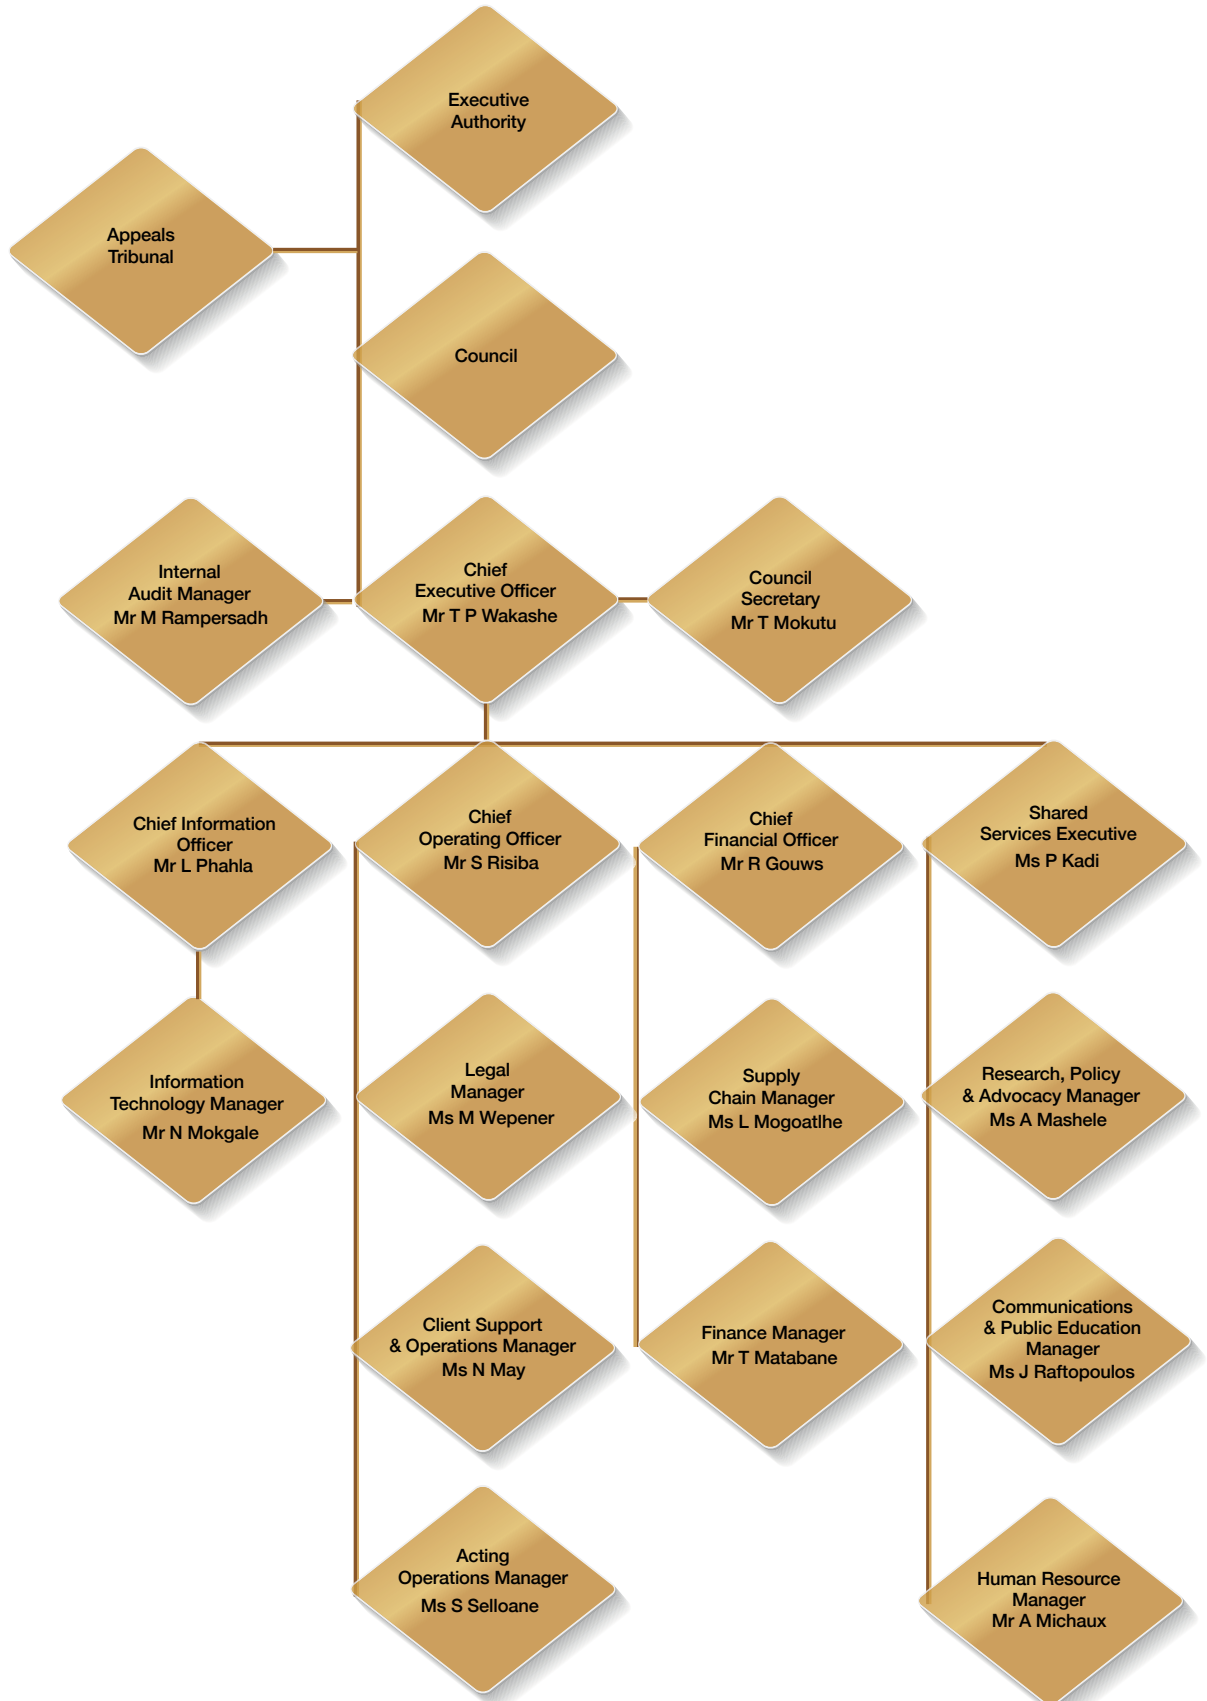 Executive
Authority
Appeals
Tribunal
Council
Internal
Audit Manager
Mr M Rampersadh
Chief
Executive Officer
Mr T P Wakashe
Council
Secretary
Mr T Mokutu
Chief Information
Officer
Mr L Phahla
Chief
Operating Officer
Mr S Risiba
Chief
Financial Officer
Mr R Gouws
Shared
Services Executive
Ms P Kadi
Information
Technology Manager
Mr N Mokgale
Legal
Manager
Ms M Wepener
Supply
Chain Manager
Ms L Mogoatlhe
Research, Policy
& Advocacy Manager
Ms A Mashele
Client Support
& Operations Manager
Ms N May
Finance Manager
Mr T Matabane
Communications
& Public Education
Manager
Ms J Raftopoulos
Acting
Operations Manager
Ms S Selloane
Human Resource
Manager
Mr A Michaux